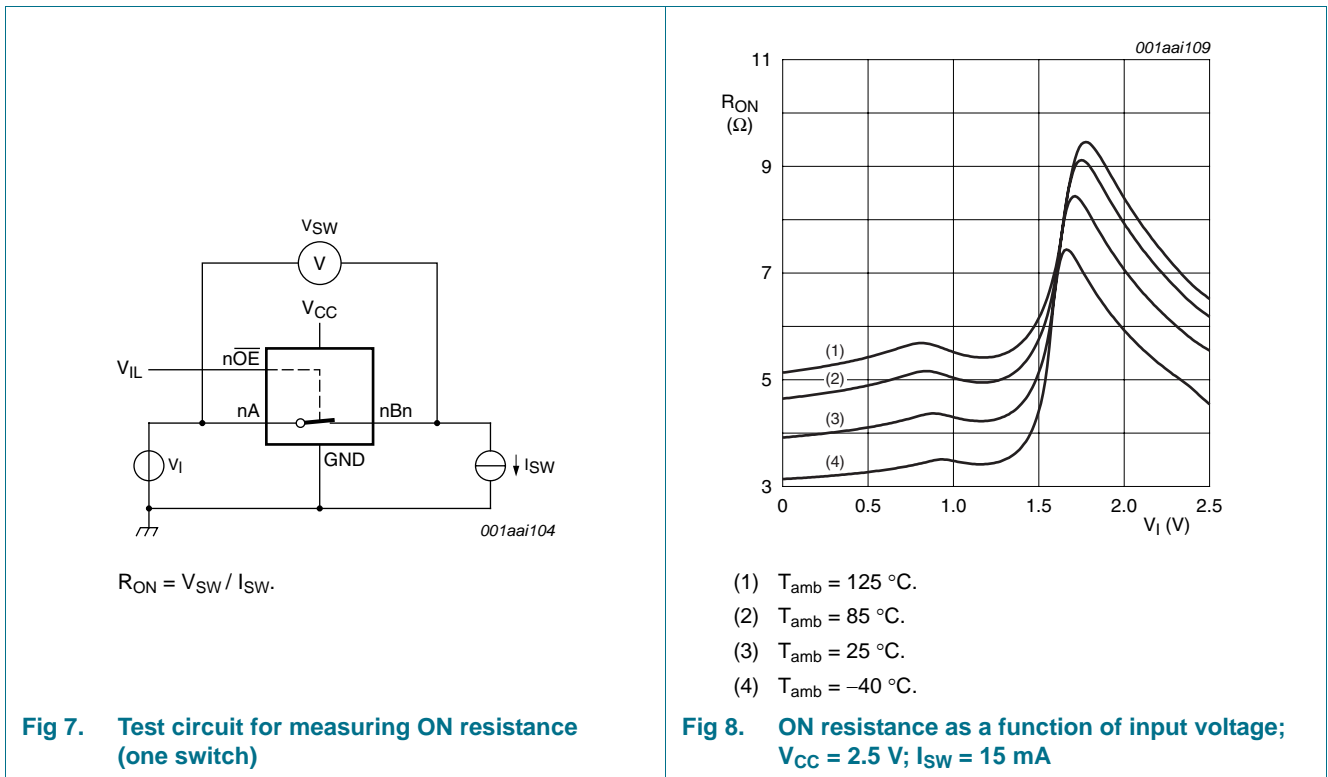 VSW
V
VCC
VIL
nOE
nA
nBn
GND
VI
ISW
001aai104
RON = VSW / ISW.
Fig 7. Test circuit for measuring ON resistance
(one switch)
001aai109
11
RON
(Ω)
9
7
5
3
(1)
(2)
(3)
(4)
0 0.5 1.0 1.5 2.0 2.5
VI (V)
(1) Tamb = 125 °C.
(2) Tamb = 85 °C.
(3) Tamb = 25 °C.
(4) Tamb = −40 °C.
Fig 8. ON resistance as a function of input voltage;
VCC = 2.5 V; ISW = 15 mA